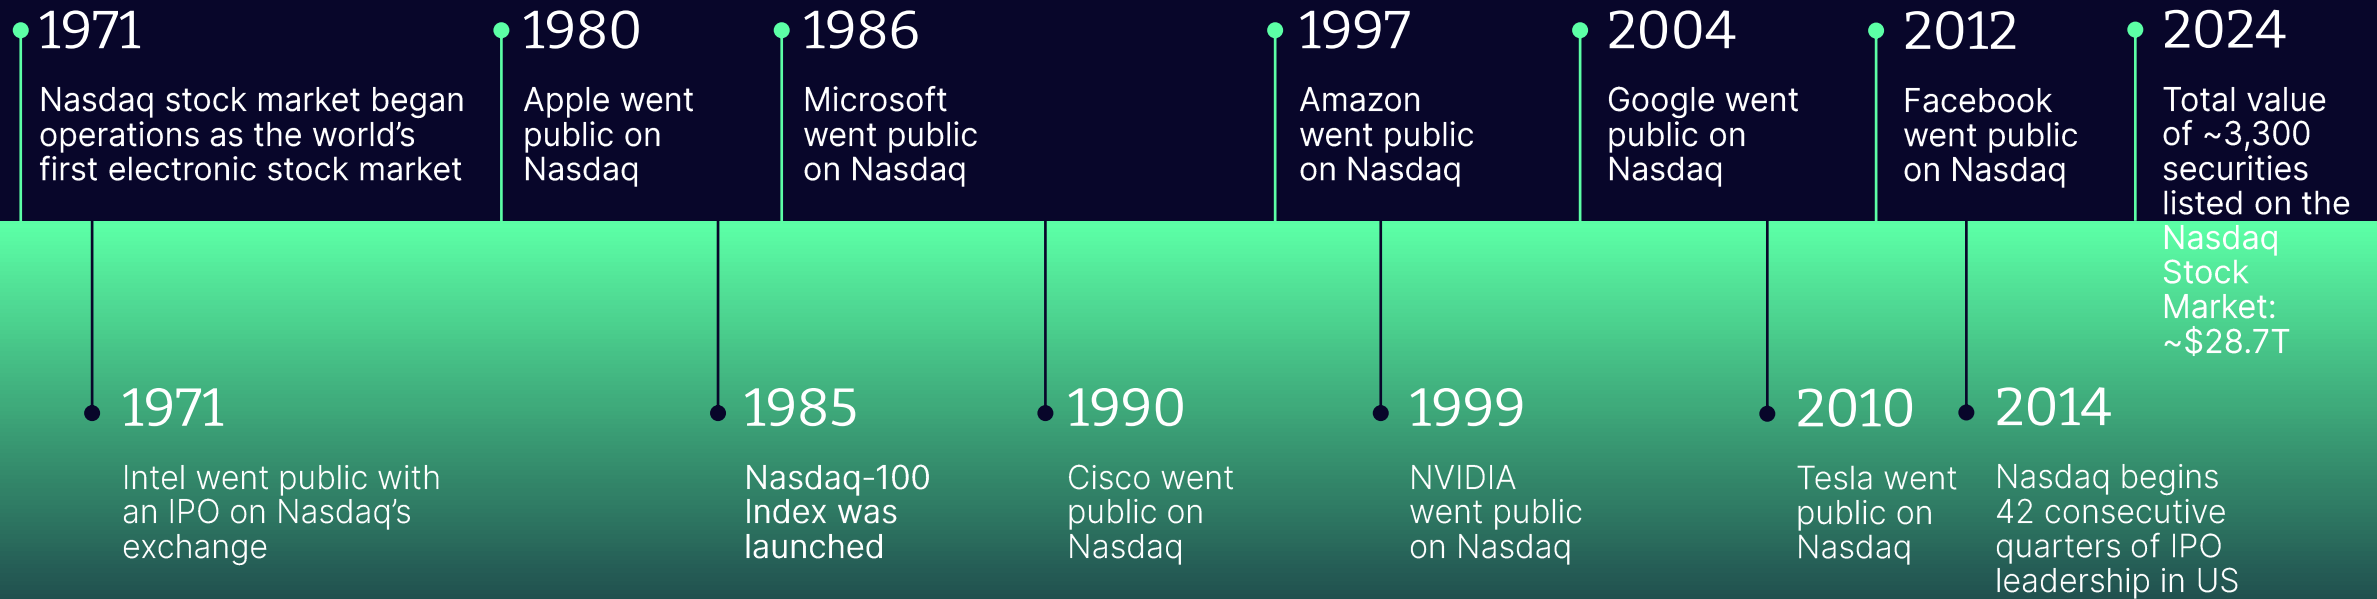 1971
Nasdaq stock market began
operations as the world’s
first electronic stock market
1980
Apple went
public on
Nasdaq
1986
Microsoft
went public
on Nasdaq
1997
Amazon
went public
on Nasdaq
2004
Google went
public on
Nasdaq
2012
Facebook
went public
on Nasdaq
2024
Total value
of ~3,300
securities
listed on the
Nasdaq
Stock
Market:
~$28.7T
1971
Intel went public with
an IPO on Nasdaq’s
exchange
1985
Nasdaq-100
Index was
launched
1990
Cisco went
public on
Nasdaq
1999
NVIDIA
went public
on Nasdaq
2010
Tesla went
public on
Nasdaq
2014
Nasdaq begins
42 consecutive
quarters of IPO
leadership in US